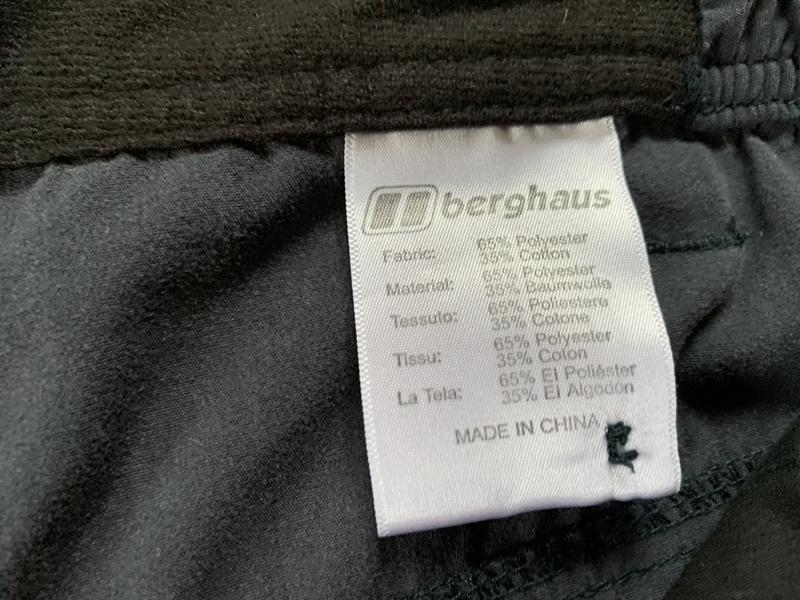 berghaus
Fabric: 65% Polyester
35% Cotton
Material: 65% Polyester
35% Baumwolle
Tessuto: 65% Poliestere
35% Cotone
Tissu: 65% Polyester
35% Coton
La Tela: 65% El Poliéster
35% El Algodón
MADE IN CHINA